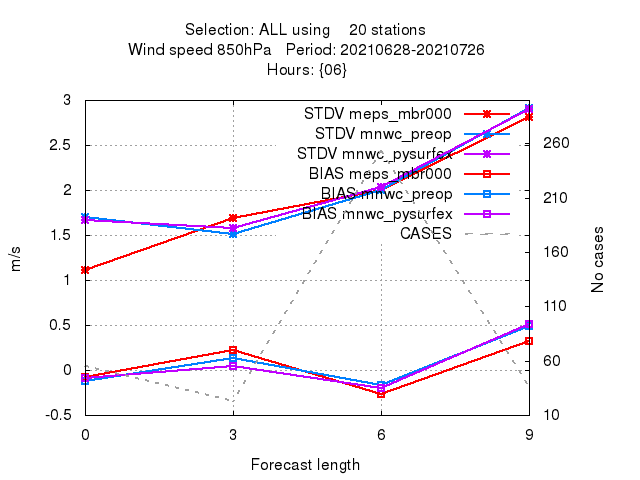 Selection: ALL using 20 stations
Wind speed 850hPa Period: 20210628-20210726
Hours: {06}
3
2.5
2
1.5
1
0.5
0
-0.5
m/s
STDV meps_mbr000
STDV mnwc_preop
STDV mnwc_pysurfex
BIAS meps_mbr000
BIAS mnwc_preop
BIAS mnwc_pysurfex
CASES
260
210
160
110
60
10
No cases
0 3 6 9
Forecast length